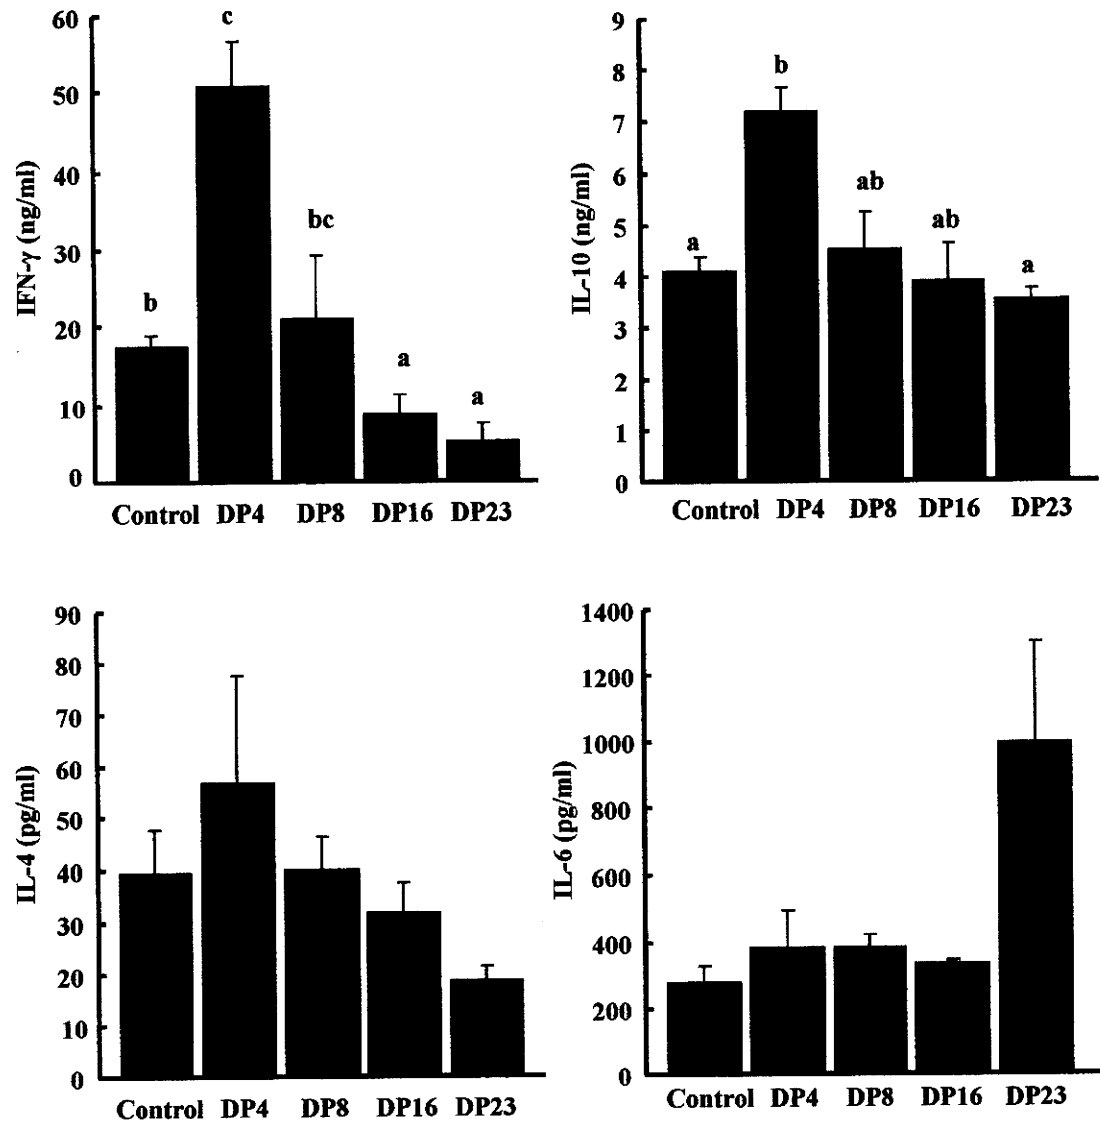 60
50
40
30
20
10
0
IFN-γ (ng/ml)
c
b
bc
a
a
Control DP4 DP8 DP16 DP23
9
8
7
6
5
4
3
2
1
0
IL-10 (ng/ml)
a
b
ab
ab
a
Control DP4 DP8 DP16 DP23
90
80
70
60
50
40
30
20
10
0
IL-4 (pg/ml)
Control DP4 DP8 DP16 DP23
1400
1200
1000
800
600
400
200
0
IL-6 (pg/ml)
Control DP4 DP8 DP16 DP23